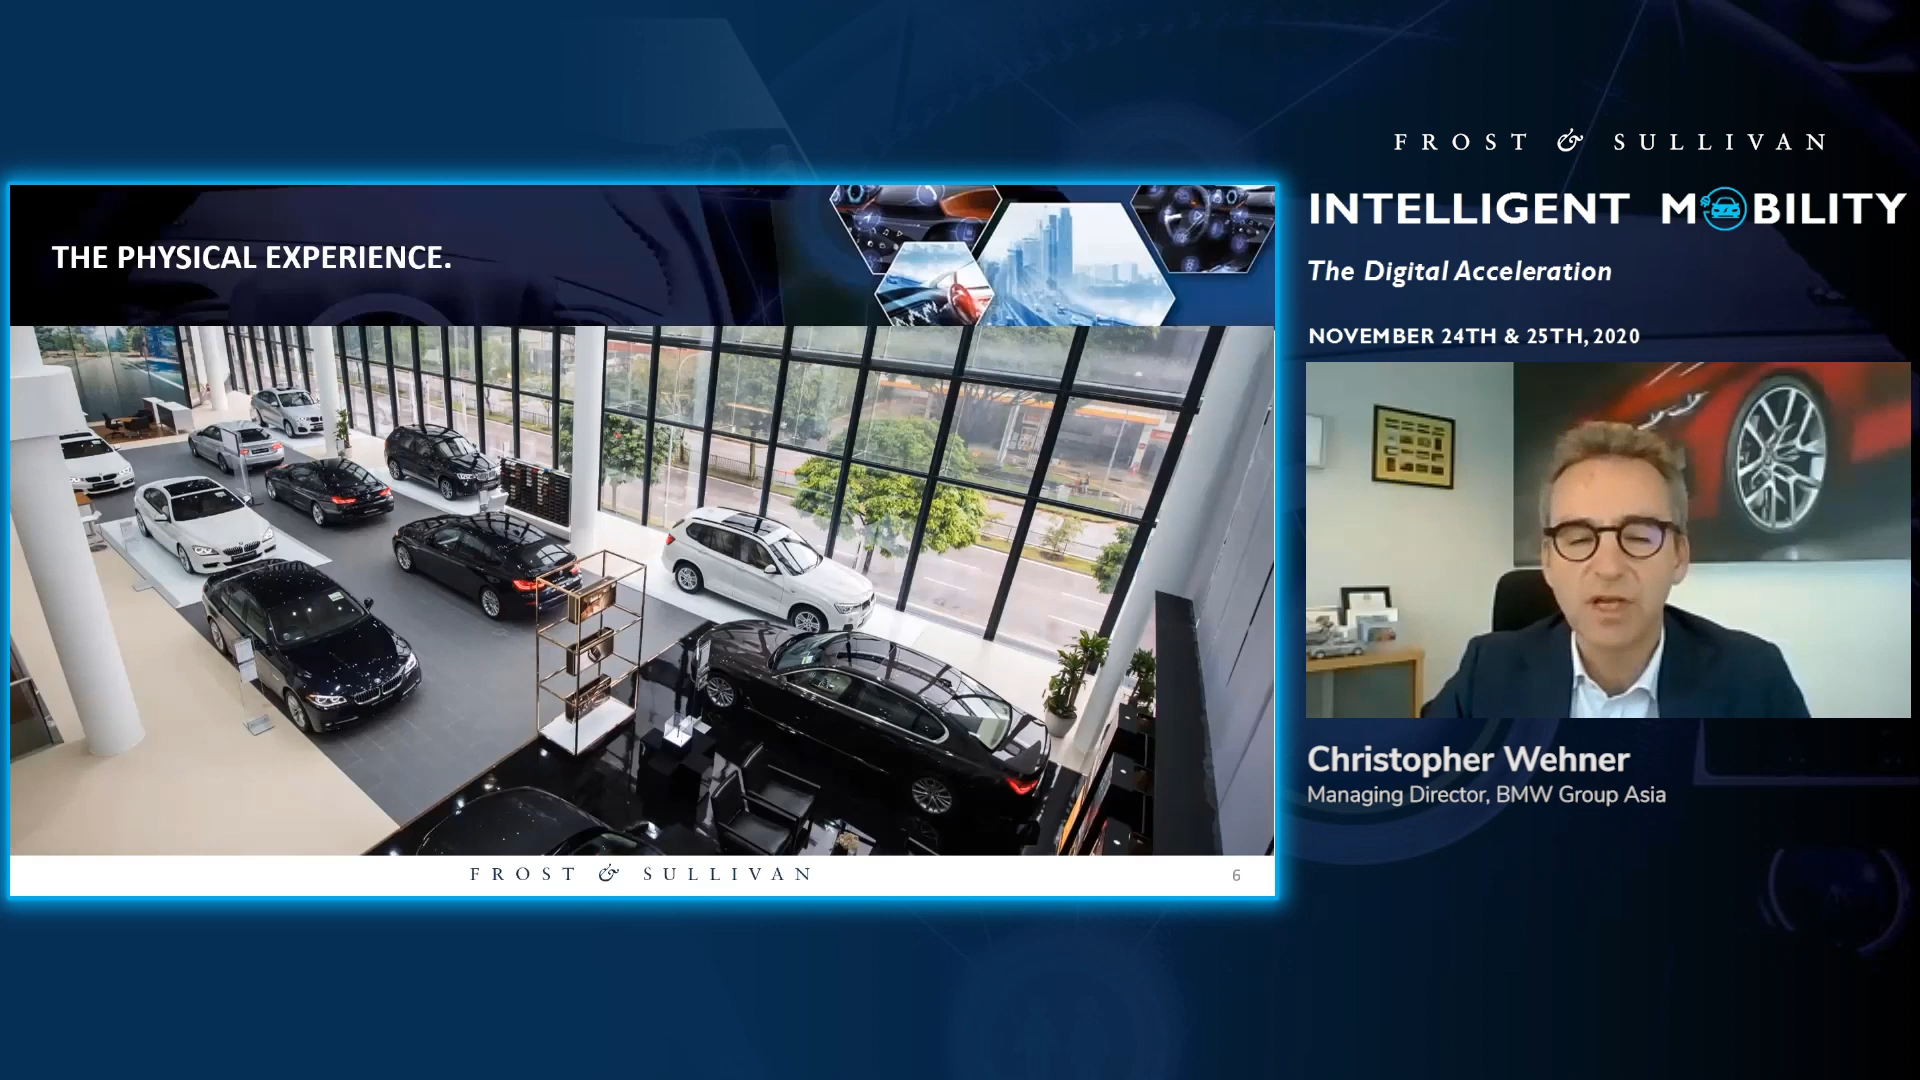 THE PHYSICAL EXPERIENCE.
FROST & SULLIVAN
6
FROST & SULLIVAN
INTELLIGENT MOBILITY
The Digital Acceleration
NOVEMBER 24TH & 25TH, 2020
Christopher Wehner
Managing Director, BMW Group Asia